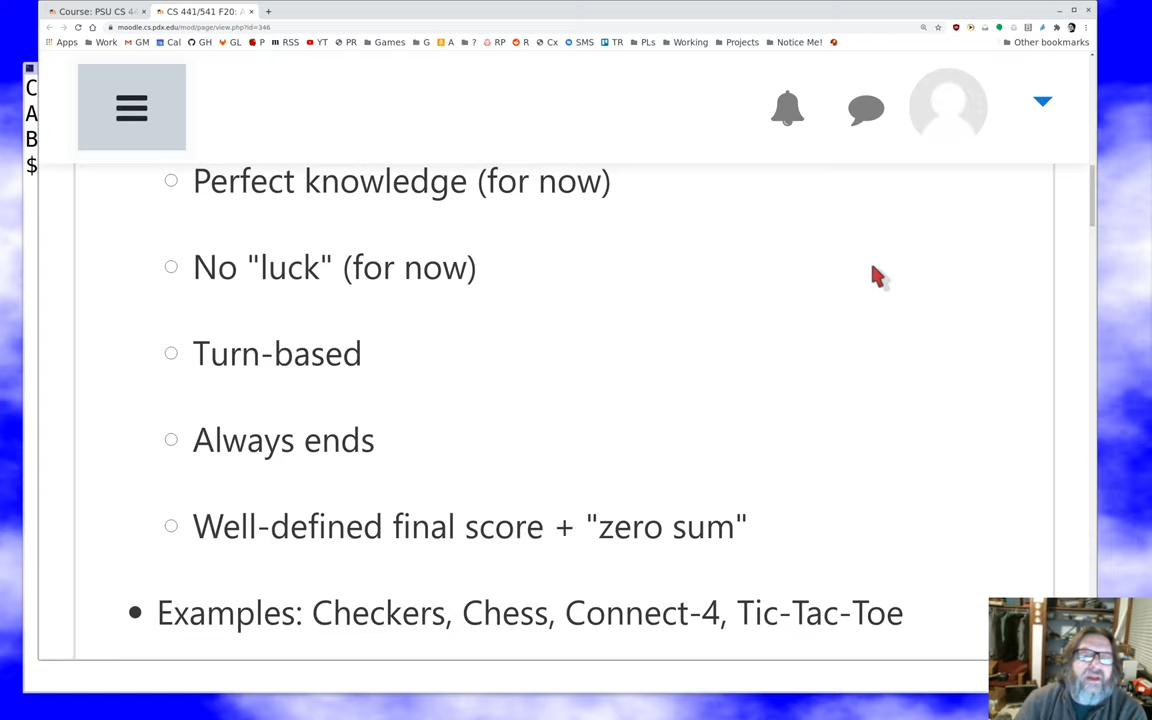 Course: PSU CS 4
CS 441/541 F20: A
moodle.cs.pdx.edu/mod/page/view.php?id=346
Apps Work GM Cal GH GL P RSS YT PR Games G A ? RP R Cx SMS TR PLs Working Projects Notice Me! Other bookmarks
C
A
B
$
Perfect knowledge (for now)
No "luck" (for now)
Turn-based
Always ends
Well-defined final score + "zero sum"
Examples: Checkers, Chess, Connect-4, Tic-Tac-Toe